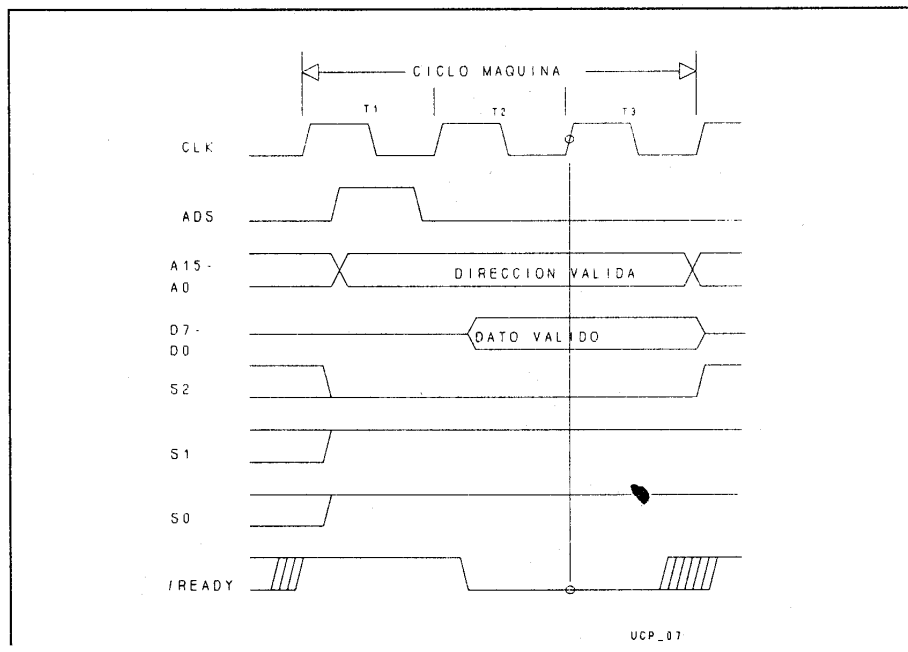 CICLO MAQUINA
T1 T2 T3
CLK
ADS
A15-
A0
DIRECCION VALIDA
D7-
D0
DATO VALIDO
S2
S1
S0
/READY
UCP_07